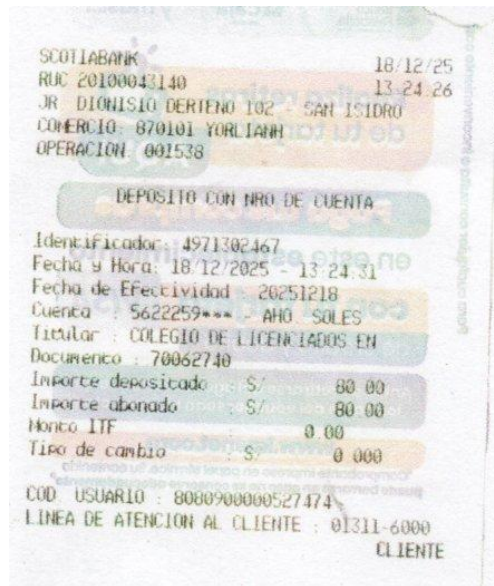 SCOTIABANK 18/12/25
RUC 20100043140 13 24 26
JR DIONISIO DERTENO 102 SAN ISIDRO
COMERCIO 870101 YORLIANH
OPERACION 001538
DEPOSITO CON NRO DE CUENTA
Identificador: 4971302467
Fecha y Hora: 18/12/2025 - 13 24.31
Fecha de Efectividad 20251218
Cuenta 5622259*** AHO SOLES
Titular : COLEGIO DE LICENCIADOS EN
Documento : 70062740
Importe depositado : S/ 80 00
Importe abonado : S/ 80 00
Monto ITF : 0.00
Tipo de cambio : S/ 0 000
COD USUARIO : 8080900000527474
LINEA DE ATENCION AL CLIENTE : 01311-6000
CLIENTE